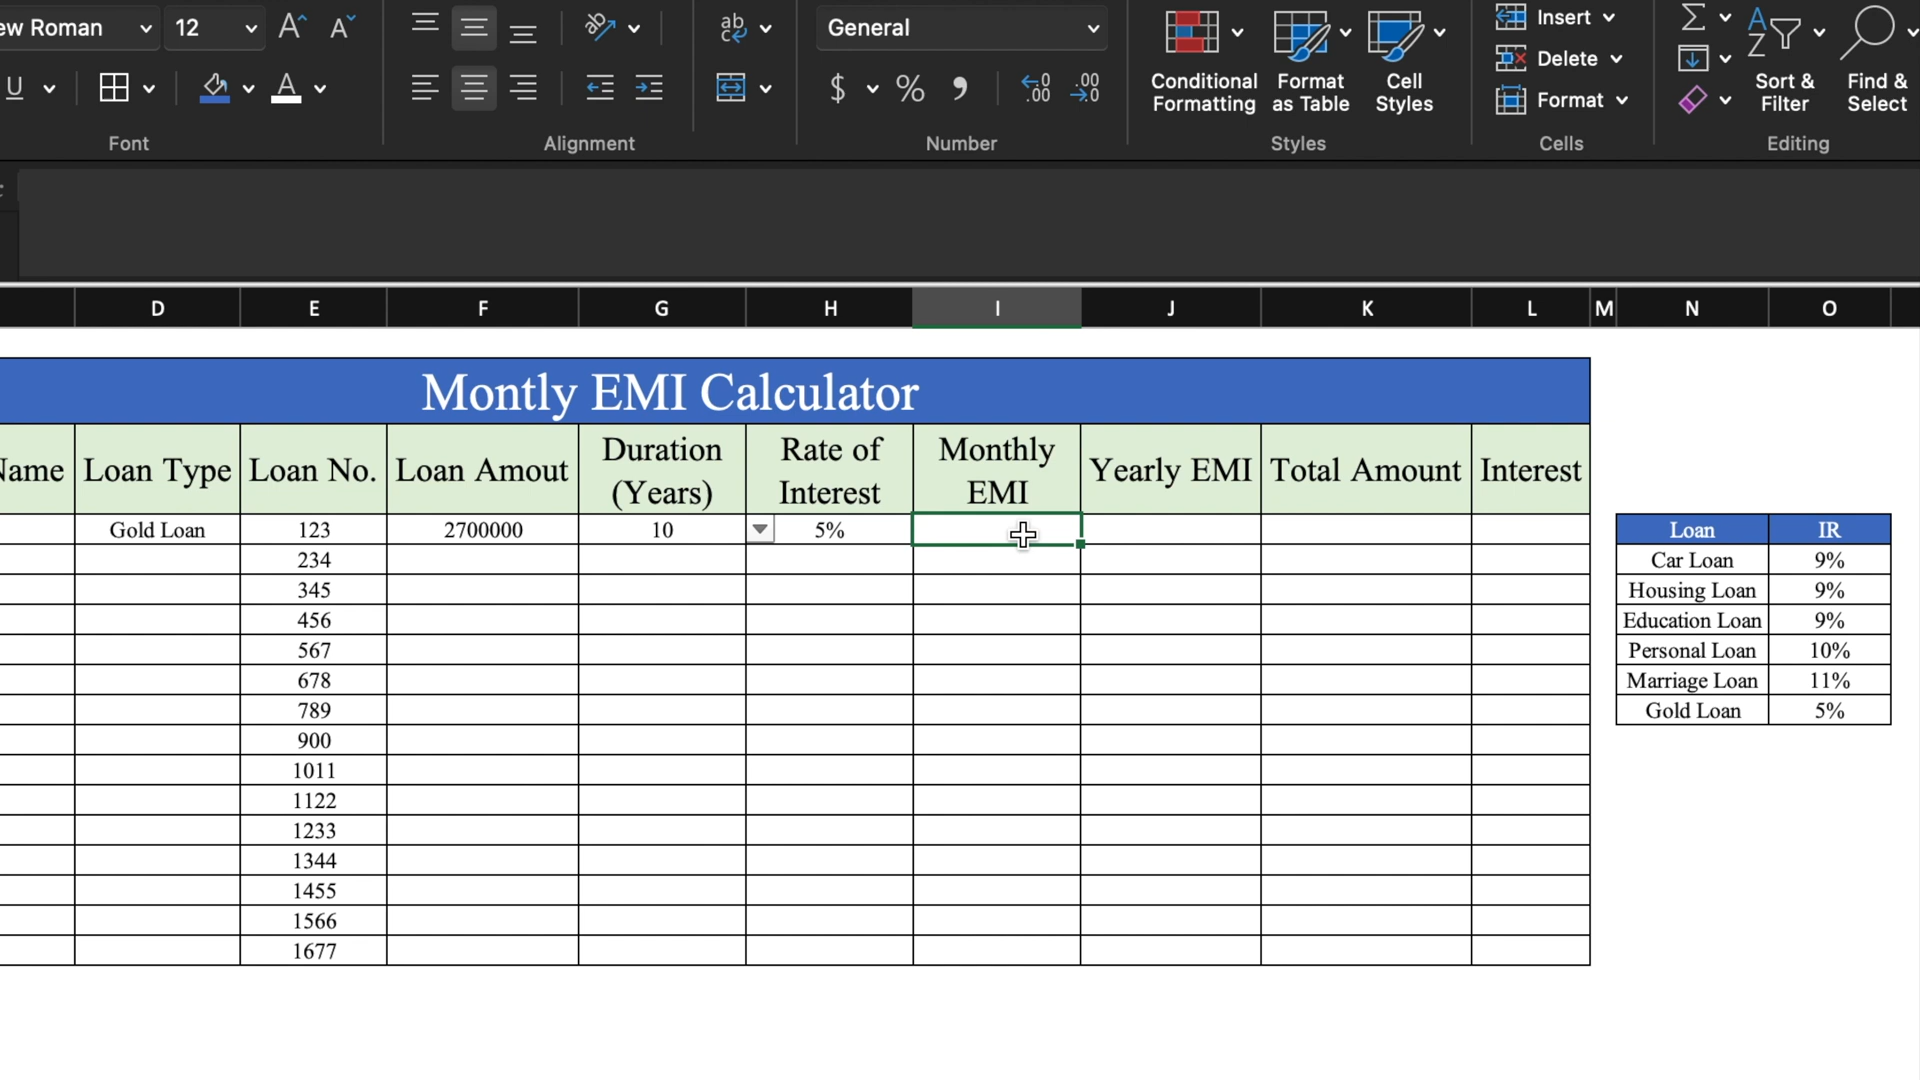 ew Roman 12 A A ab General Insert
U A $ % 9 Conditional Formatting Format as Table Cell Styles Delete Format Sort & Filter Find & Select
Font Alignment Number Styles Cells Editing
D E F G H I J K L M N O
Montly EMI Calculator
Name Loan Type Loan No. Loan Amout Duration (Years) Rate of Interest Monthly EMI Yearly EMI Total Amount Interest
Gold Loan 123 2700000 10 5% Loan IR
234 Car Loan 9%
345 Housing Loan 9%
456 Education Loan 9%
567 Personal Loan 10%
678 Marriage Loan 11%
789 Gold Loan 5%
900
1011
1122
1233
1344
1455
1566
1677